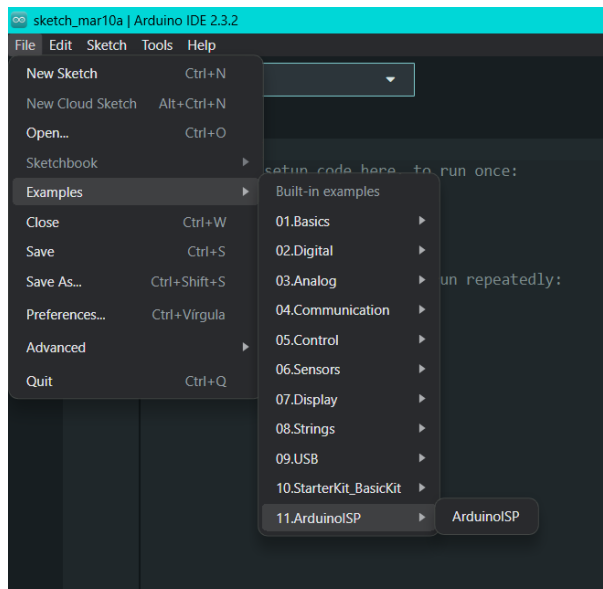 sketch_mar10a | Arduino IDE 2.3.2
File Edit Sketch Tools Help
New Sketch Ctrl+N
New Cloud Sketch Alt+Ctrl+N
Open... Ctrl+O
Sketchbook
Examples
Close Ctrl+W
Save Ctrl+S
Save As... Ctrl+Shift+S
Preferences... Ctrl+Vírgula
Advanced
Quit Ctrl+Q
setup code here, to run once:
un repeatedly:
Built-in examples
01.Basics
02.Digital
03.Analog
04.Communication
05.Control
06.Sensors
07.Display
08.Strings
09.USB
10.StarterKit_BasicKit
11.ArduinoISP
ArduinoISP